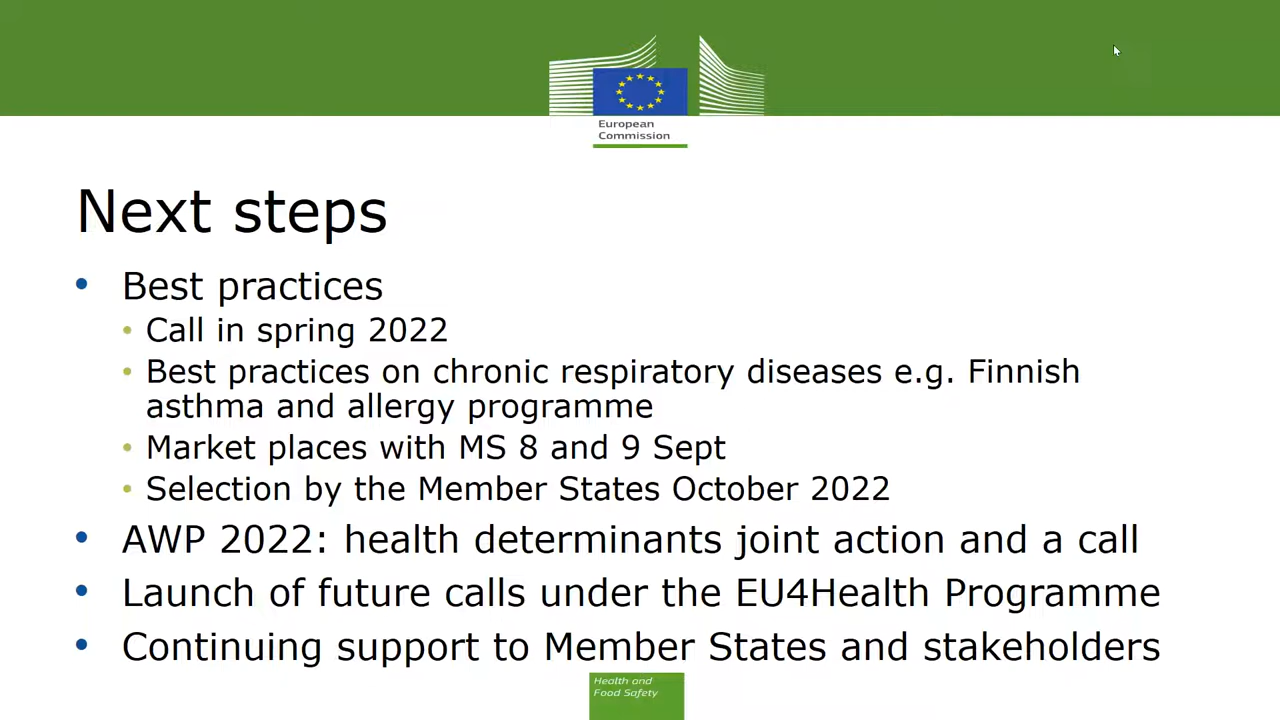 European
Commission
Next steps
• Best practices
• Call in spring 2022
• Best practices on chronic respiratory diseases e.g. Finnish
asthma and allergy programme
• Market places with MS 8 and 9 Sept
• Selection by the Member States October 2022
• AWP 2022: health determinants joint action and a call
• Launch of future calls under the EU4Health Programme
• Continuing support to Member States and stakeholders
Health and
Food Safety